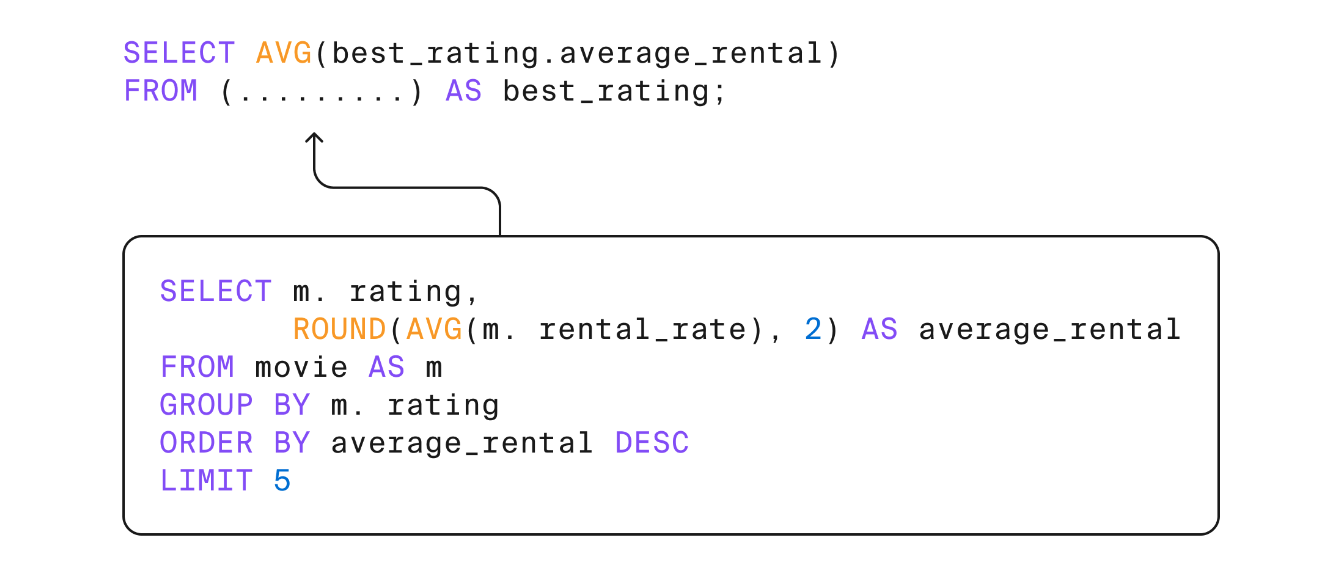 SELECT AVG(best_rating.average_rental)
FROM (.........) AS best_rating;
SELECT m. rating,
ROUND(AVG(m. rental_rate), 2) AS average_rental
FROM movie AS m
GROUP BY m. rating
ORDER BY average_rental DESC
LIMIT 5